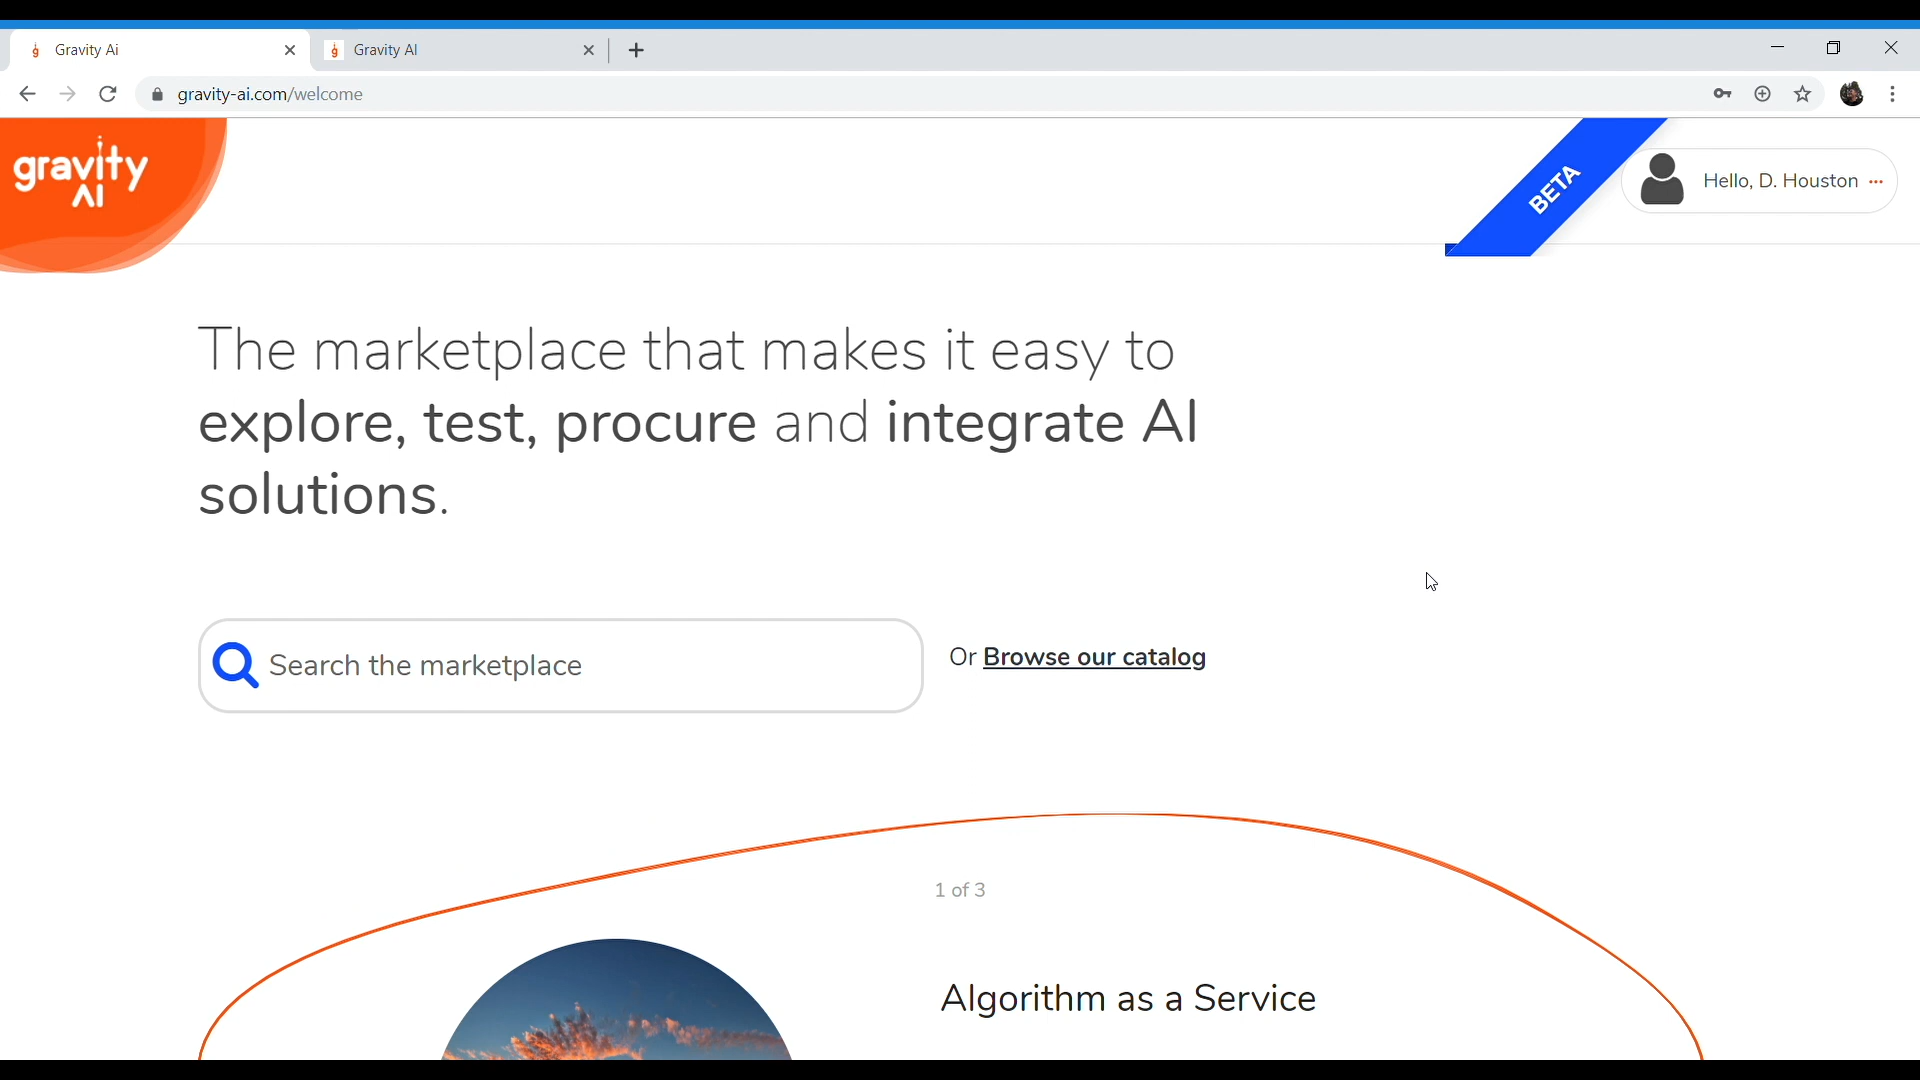 Gravity Ai
Gravity AI
gravity-ai.com/welcome
gravity
AI
BETA
Hello, D. Houston ...
The marketplace that makes it easy to
explore, test, procure and integrate AI
solutions.
Search the marketplace
Or Browse our catalog
1 of 3
Algorithm as a Service